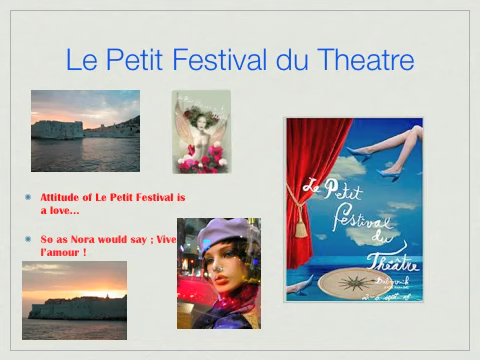 Le Petit Festival du Theatre
Attitude of Le Petit Festival is
a love...
So as Nora would say ; Vive
l'amour !
Le Petit
festival
du
Théâtre